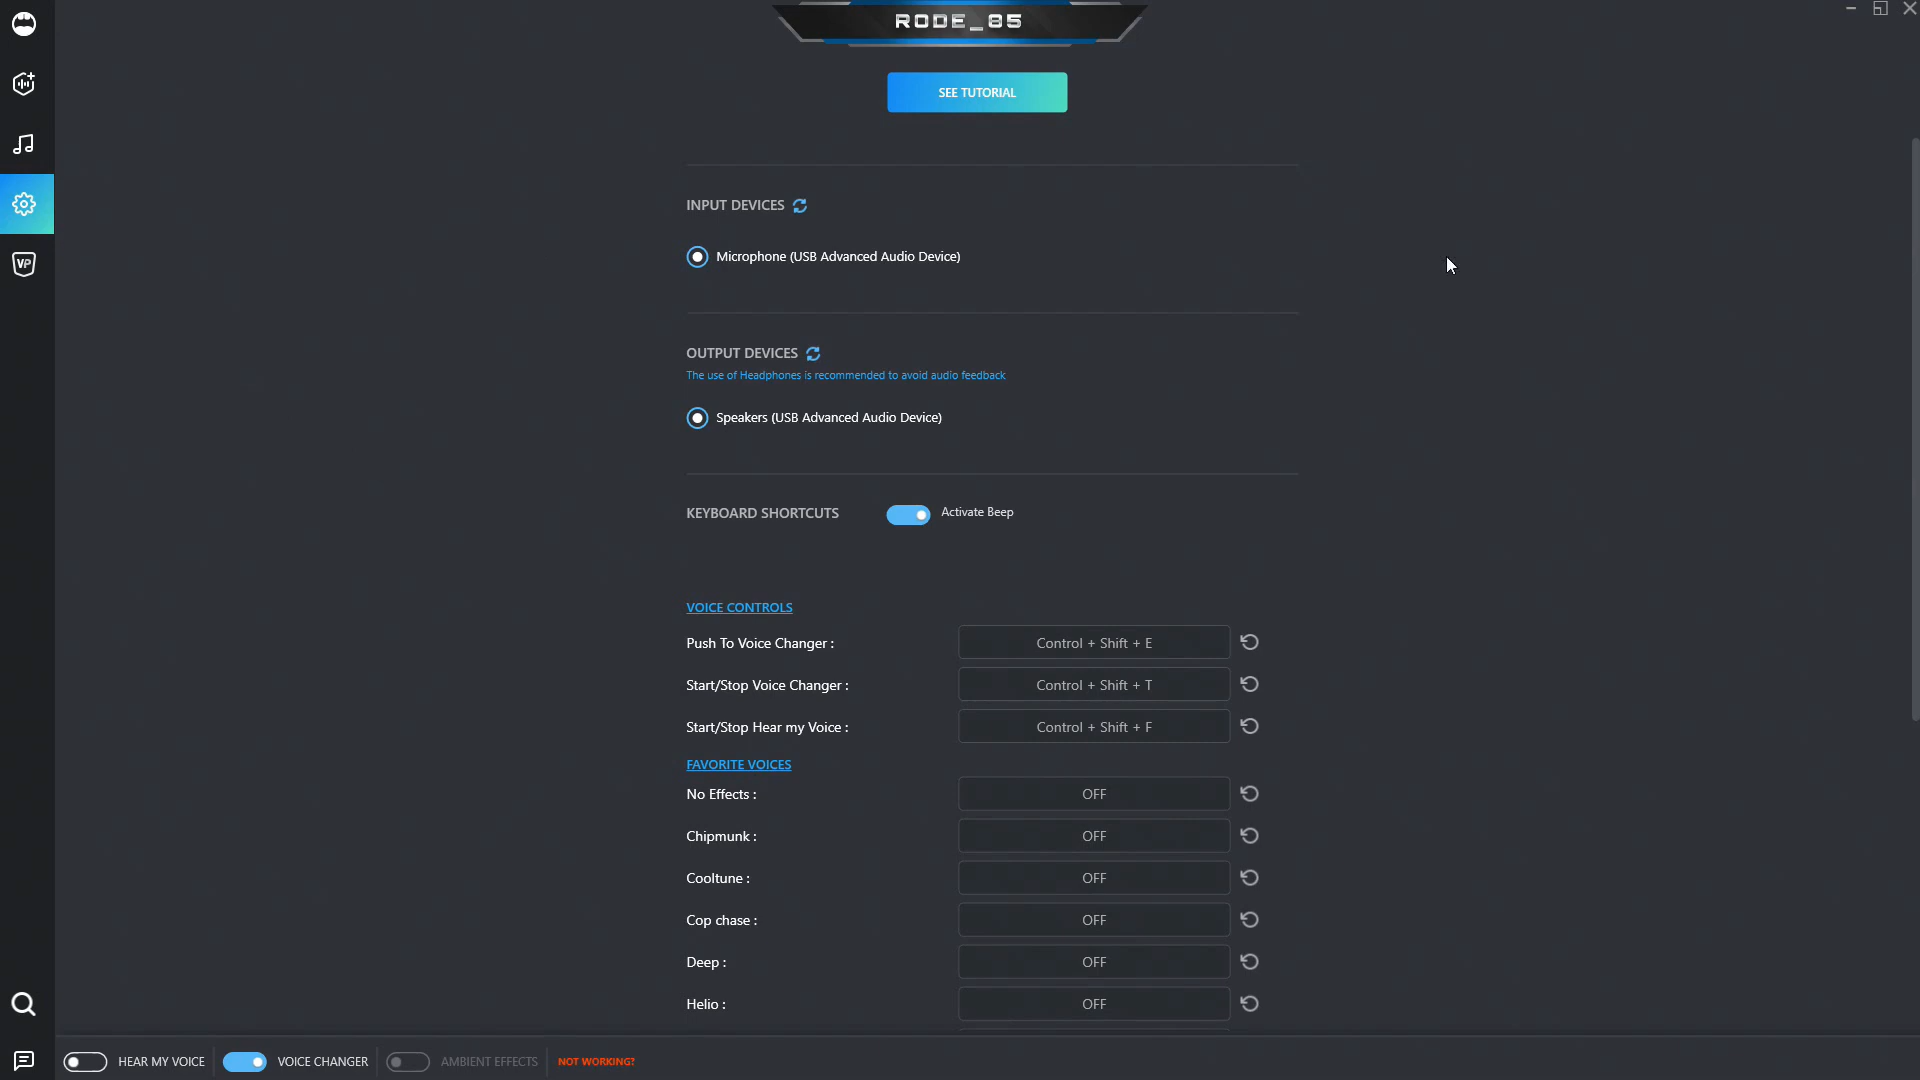 RODE_85
SEE TUTORIAL
INPUT DEVICES
Microphone (USB Advanced Audio Device)
OUTPUT DEVICES
The use of Headphones is recommended to avoid audio feedback
Speakers (USB Advanced Audio Device)
KEYBOARD SHORTCUTS Activate Beep
VOICE CONTROLS
Push To Voice Changer : Control + Shift + E
Start/Stop Voice Changer : Control + Shift + T
Start/Stop Hear my Voice : Control + Shift + F
FAVORITE VOICES
No Effects : OFF
Chipmunk : OFF
Cooltune : OFF
Cop chase : OFF
Deep : OFF
Helio : OFF
VP
HEAR MY VOICE VOICE CHANGER AMBIENT EFFECTS NOT WORKING?